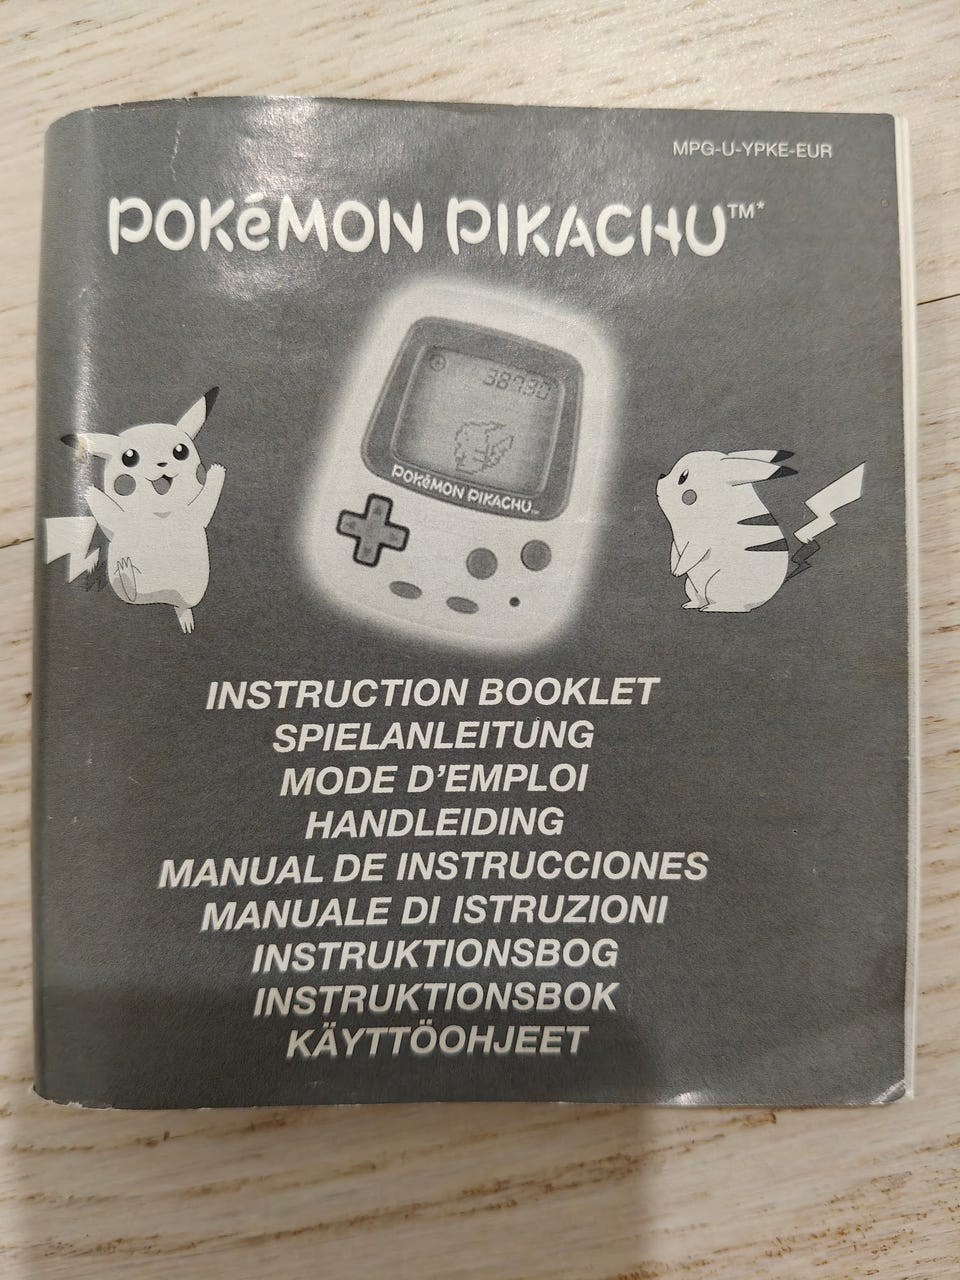 MPG-U-YPKE-EUR
POKéMON PIKACHU™*
38790
POKéMON PIKACHU
INSTRUCTION BOOKLET
SPIELANLEITUNG
MODE D'EMPLOI
HANDLEIDING
MANUAL DE INSTRUCCIONES
MANUALE DI ISTRUZIONI
INSTRUKTIONSBOG
INSTRUKTIONSBOK
KÄYTTÖOHJEET